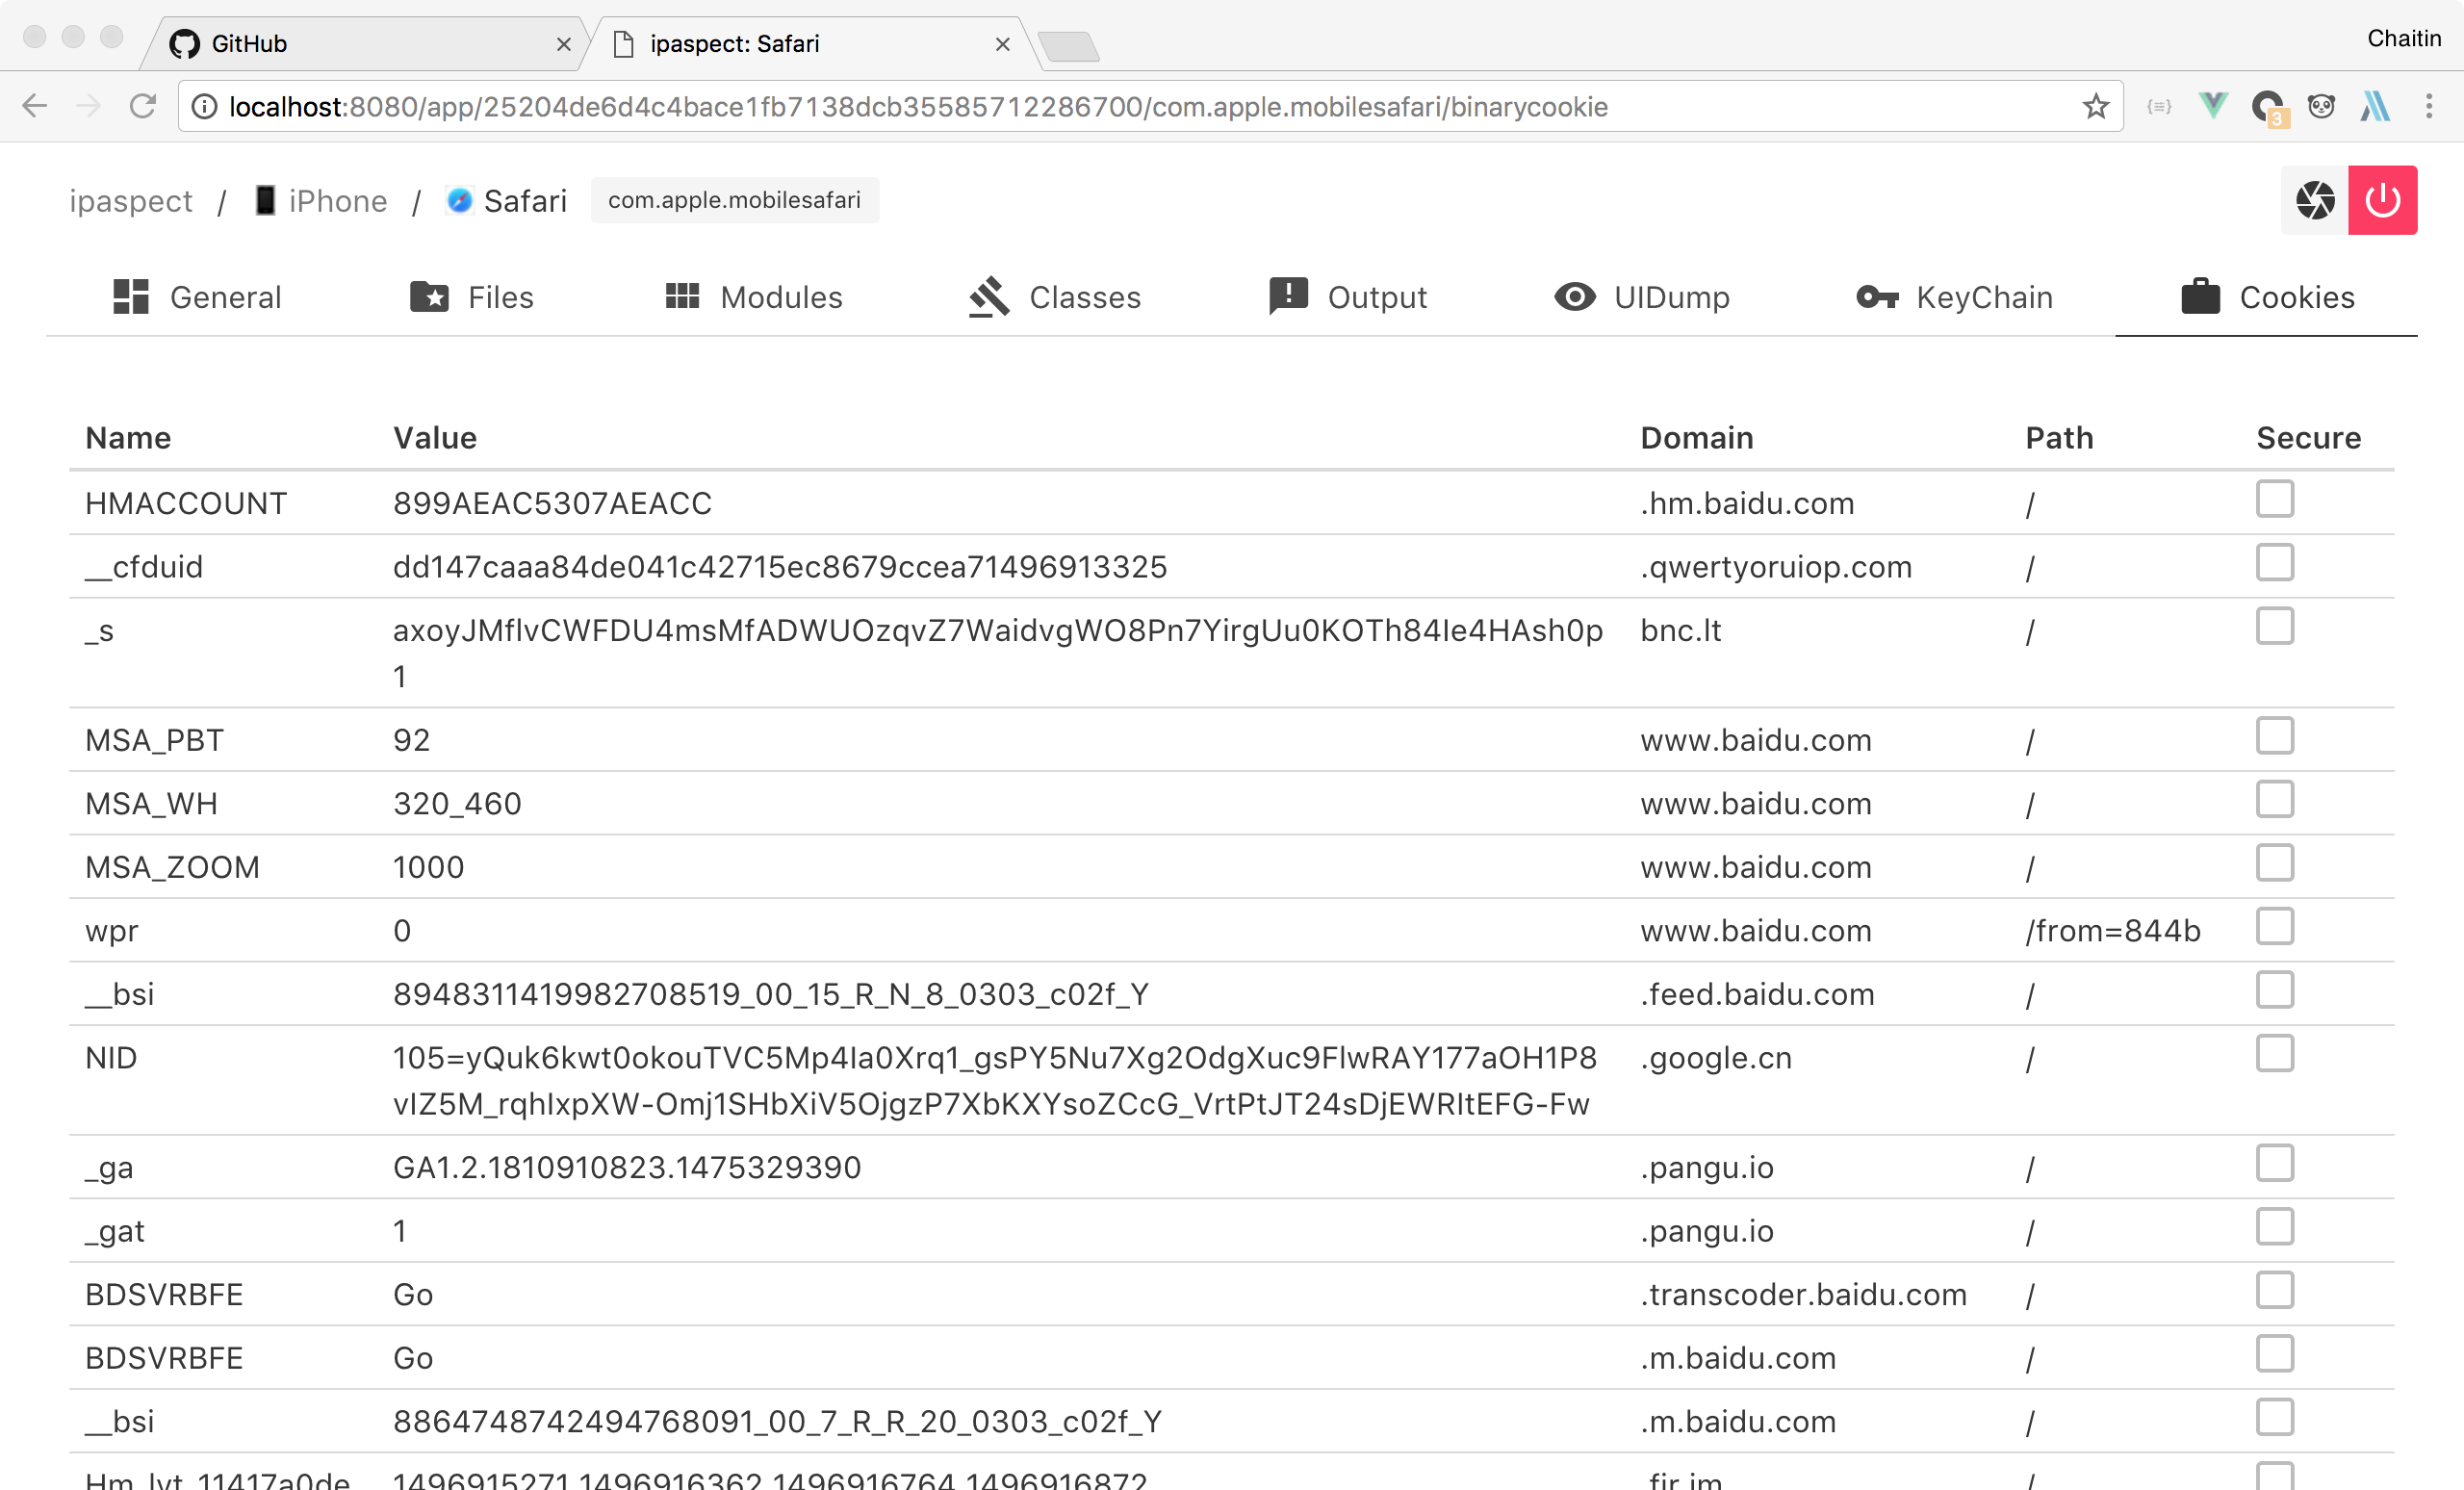 GitHub
ipaspect: Safari
Chaitin
localhost:8080/app/25204de6d4c4bace1fb7138dcb35585712286700/com.apple.mobilesafari/binarycookie
3
ipaspect / iPhone / Safari com.apple.mobilesafari
General Files Modules Classes Output UIDump KeyChain Cookies
Name Value Domain Path Secure
HMACCOUNT 899AEAC5307AEACC .hm.baidu.com /
__cfduid dd147caaa84de041c42715ec8679ccea71496913325 .qwertyoruiop.com /
_s axoyJMflvCWFDU4msMfADWUOzqvZ7WaidvgWO8Pn7YirgUu0KOTh84Ie4HAsh0p bnc.lt /
1
MSA_PBT 92 www.baidu.com /
MSA_WH 320_460 www.baidu.com /
MSA_ZOOM 1000 www.baidu.com /
wpr 0 www.baidu.com /from=844b
__bsi 8948311419982708519_00_15_R_N_8_0303_c02f_Y .feed.baidu.com /
NID 105=yQuk6kwt0okouTVC5Mp4Ia0Xrq1_gsPY5Nu7Xg2OdgXuc9FlwRAY177aOH1P8 .google.cn /
vIZ5M_rqhIxpXW-Omj1SHbXiV5OjgzP7XbKXYsoZCcG_VrtPtJT24sDjEWRItEFG-Fw
_ga GA1.2.1810910823.1475329390 .pangu.io /
_gat 1 .pangu.io /
BDSVRBFE Go .transcoder.baidu.com /
BDSVRBFE Go .m.baidu.com /
__bsi 8864748742494768091_00_7_R_R_20_0303_c02f_Y .m.baidu.com /
Hm_lvt_11417a0de 1496915271,1496916362,1496916764,1496916872 .fir.im /